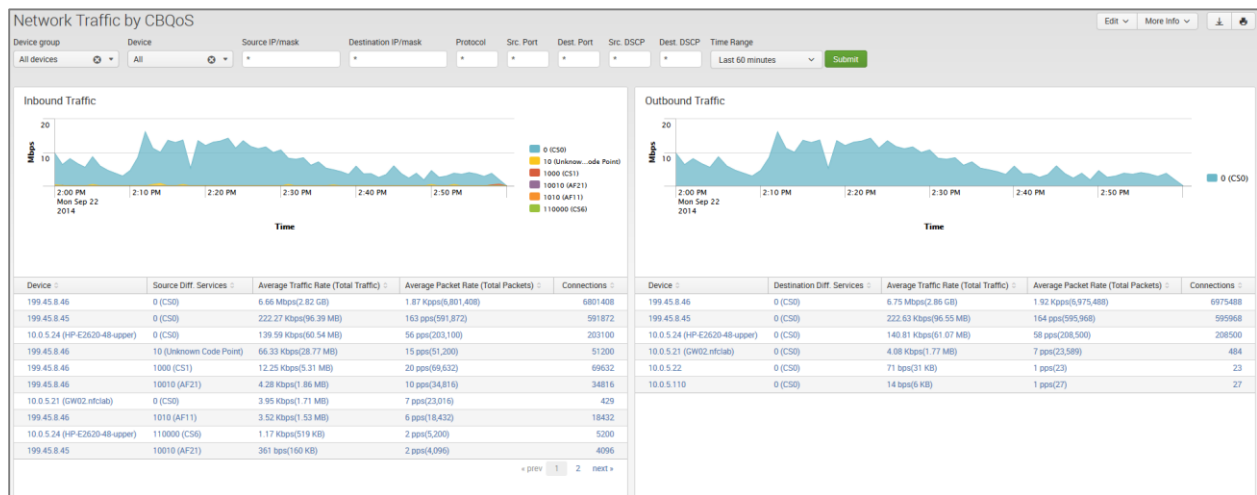 Network Traffic by CBQoS
Edit
More Info
Device group
Device
Source IP/mask
Destination IP/mask
Protocol
Src. Port
Dest. Port
Src. DSCP
Dest. DSCP
Time Range
All devices
All
*
*
*
*
*
*
*
Last 60 minutes
Submit
Inbound Traffic
20
10
Mbps
2:00 PM
Mon Sep 22
2014
2:10 PM
2:20 PM
2:30 PM
2:40 PM
2:50 PM
Time
0 (CS0)
10 (Unknow...ode Point)
1000 (CS1)
10010 (AF21)
1010 (AF11)
110000 (CS6)
Device Source Diff. Services Average Traffic Rate (Total Traffic) Average Packet Rate (Total Packets) Connections
199.45.8.46 0 (CS0) 6.66 Mbps(2.82 GB) 1.87 Kpps(6,801,408) 6801408
199.45.8.45 0 (CS0) 222.27 Kbps(96.39 MB) 163 pps(591,872) 591872
10.0.5.24 (HP-E2620-48-upper) 0 (CS0) 139.59 Kbps(60.54 MB) 56 pps(203,100) 203100
199.45.8.46 10 (Unknown Code Point) 66.33 Kbps(28.77 MB) 15 pps(51,200) 51200
199.45.8.46 1000 (CS1) 12.25 Kbps(5.31 MB) 20 pps(69,632) 69632
199.45.8.46 10010 (AF21) 4.28 Kbps(1.86 MB) 10 pps(34,816) 34816
10.0.5.21 (GW02.nfclab) 0 (CS0) 3.95 Kbps(1.71 MB) 7 pps(23,016) 429
199.45.8.46 1010 (AF11) 3.52 Kbps(1.53 MB) 6 pps(18,432) 18432
10.0.5.24 (HP-E2620-48-upper) 110000 (CS6) 1.17 Kbps(519 KB) 2 pps(5,200) 5200
199.45.8.45 10010 (AF21) 361 bps(160 KB) 2 pps(4,096) 4096
« prev 1 2 next »
Outbound Traffic
20
10
Mbps
2:00 PM
Mon Sep 22
2014
2:10 PM
2:20 PM
2:30 PM
2:40 PM
2:50 PM
Time
0 (CS0)
Device Destination Diff. Services Average Traffic Rate (Total Traffic) Average Packet Rate (Total Packets) Connections
199.45.8.46 0 (CS0) 6.75 Mbps(2.86 GB) 1.92 Kpps(6,975,488) 6975488
199.45.8.45 0 (CS0) 222.63 Kbps(96.55 MB) 164 pps(595,968) 595968
10.0.5.24 (HP-E2620-48-upper) 0 (CS0) 140.81 Kbps(61.07 MB) 58 pps(208,500) 208500
10.0.5.21 (GW02.nfclab) 0 (CS0) 4.08 Kbps(1.77 MB) 7 pps(23,589) 484
10.0.5.22 0 (CS0) 71 bps(31 KB) 1 pps(23) 23
10.0.5.110 0 (CS0) 14 bps(6 KB) 1 pps(27) 27